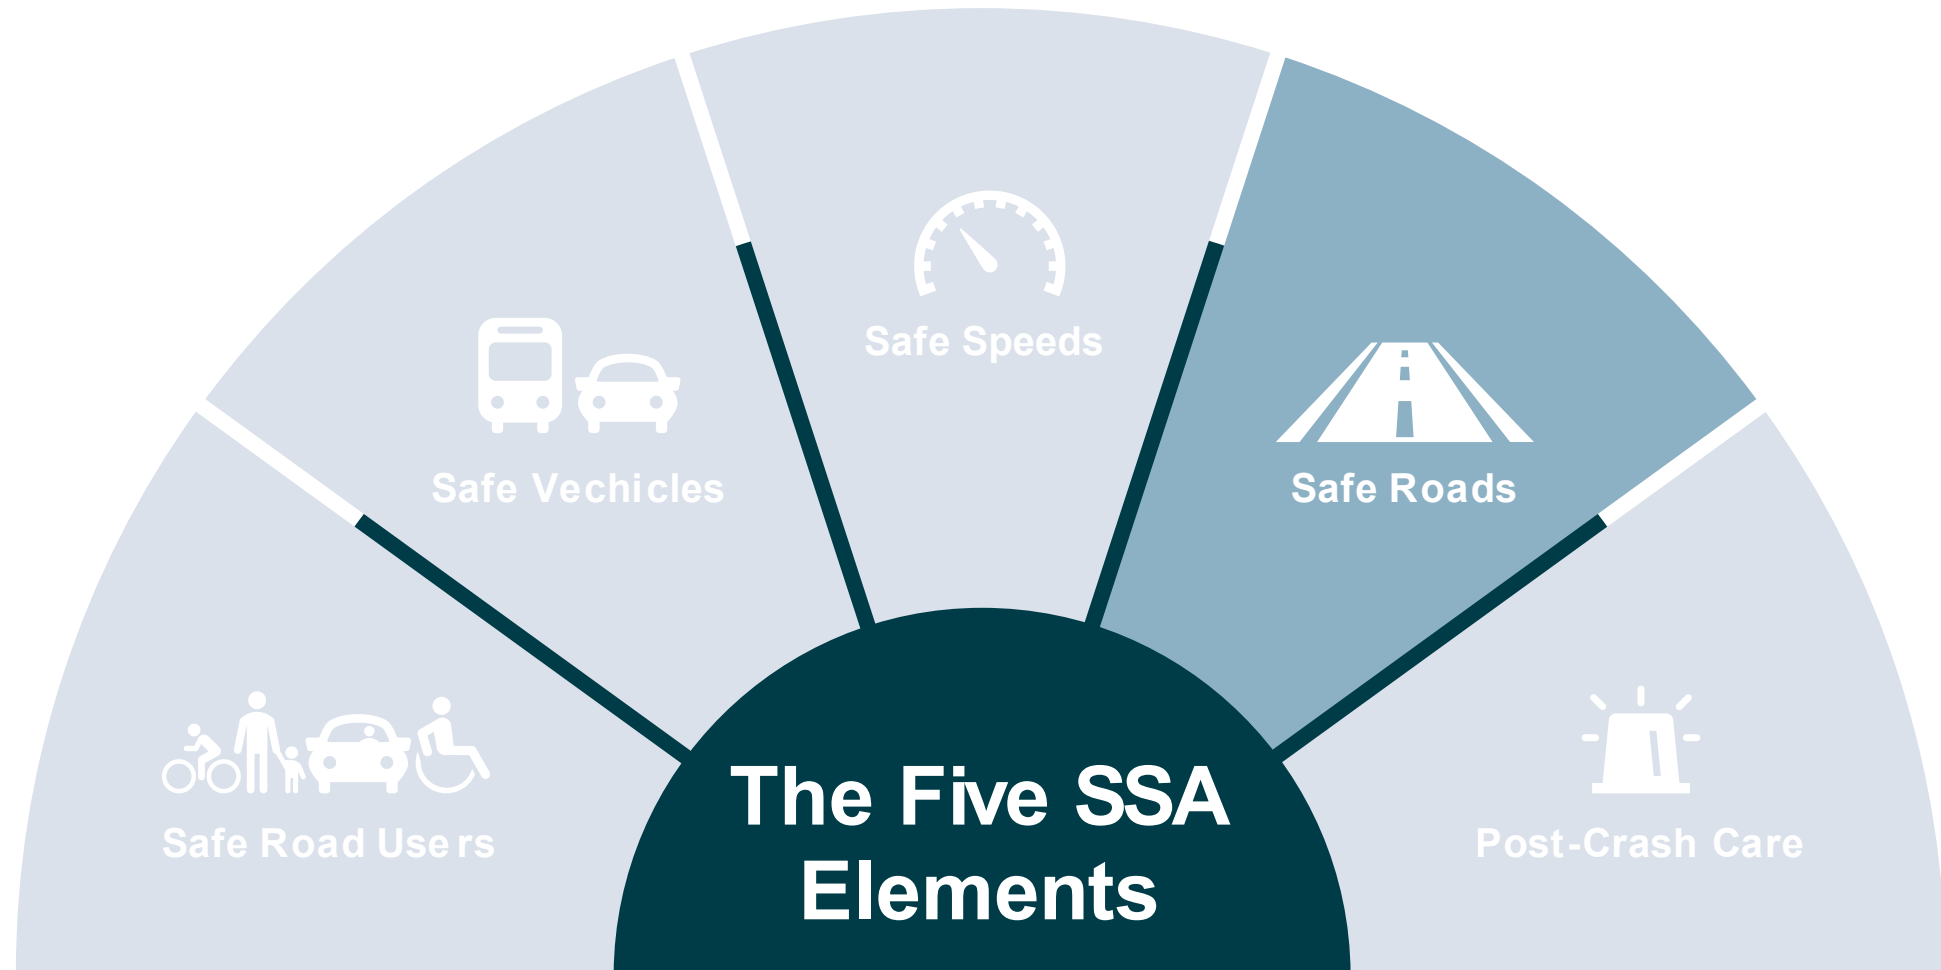 Safe Speeds
Safe Vechicles
Safe Roads
Safe Road Users
Post-Crash Care
The Five SSA
Elements